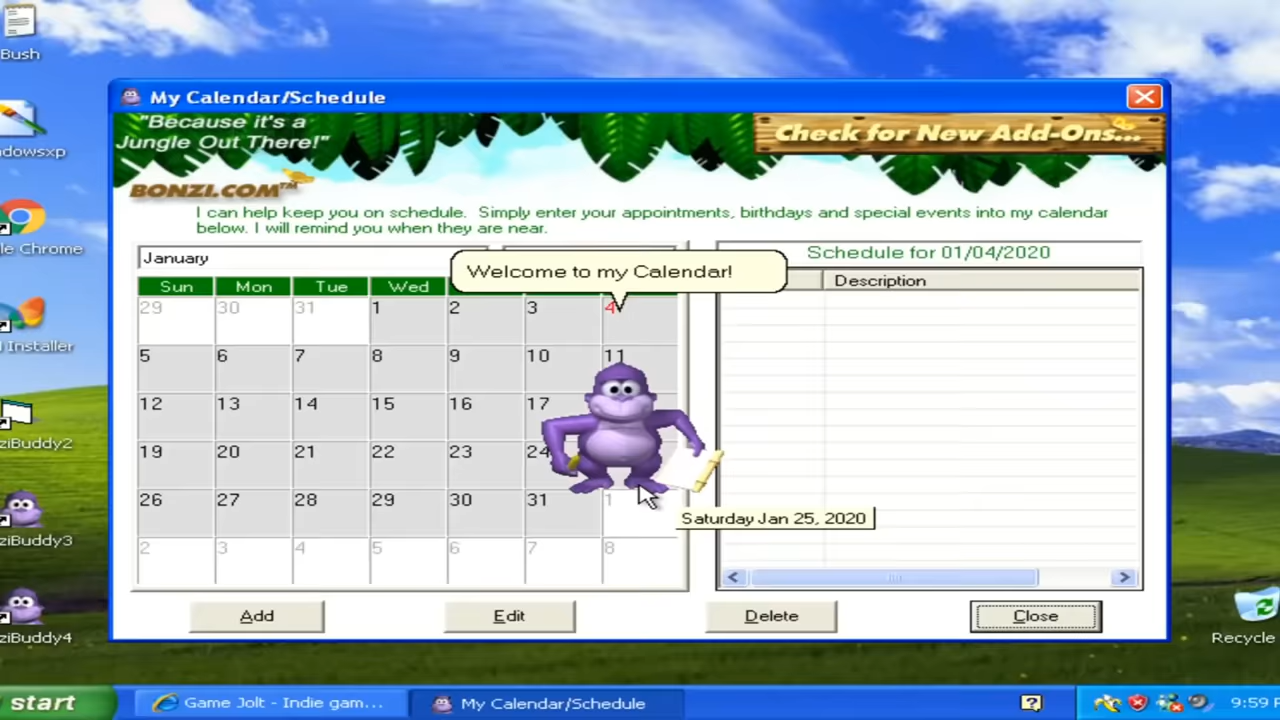 Bush
dowsxp
le Chrome
Installer
ziBuddy2
ziBuddy3
ziBuddy4
My Calendar/Schedule
"Because it's a
Jungle Out There!"
Check for New Add-Ons...
BONZI.COM™
I can help keep you on schedule. Simply enter your appointments, birthdays and special events into my calendar
below. I will remind you when they are near.
January
Welcome to my Calendar!
Schedule for 01/04/2020
Description
Sun Mon Tue Wed
29 30 31 1 2 3 4
5 6 7 8 9 10 11
12 13 14 15 16 17
19 20 21 22 23 24
26 27 28 29 30 31 1
2 3 4 5 6 7 8
Saturday Jan 25, 2020
Add Edit Delete Close
Recycle
start
Game Jolt - Indie gam...
My Calendar/Schedule
9:59 P